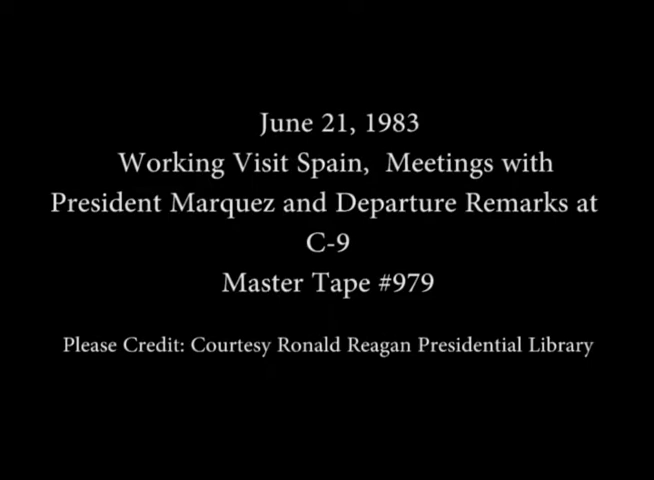 June 21, 1983
Working Visit Spain,  Meetings with
President Marquez and Departure Remarks at
C-9
Master Tape #979
Please Credit: Courtesy Ronald Reagan Presidential Library